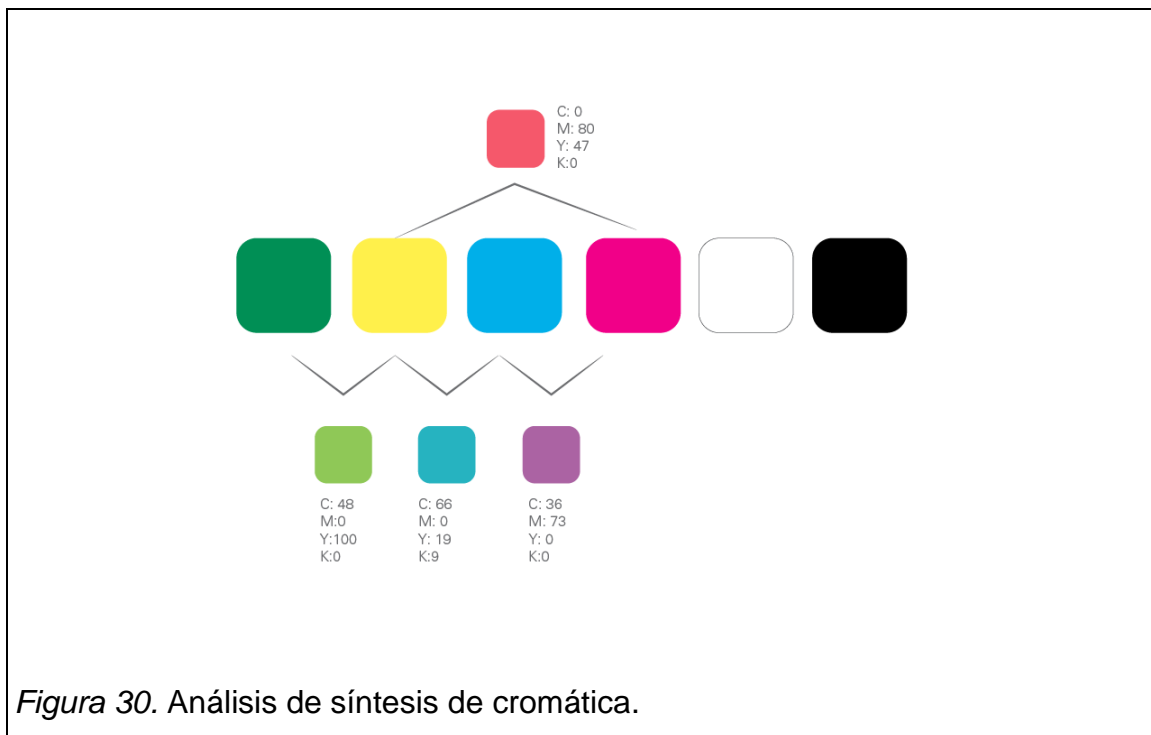 C: 0
M: 80
Y: 47
K:0
C: 48
M:0
Y:100
K:0
C: 66
M: 0
Y: 19
K:9
C: 36
M: 73
Y: 0
K:0
Figura 30. Análisis de síntesis de cromática.